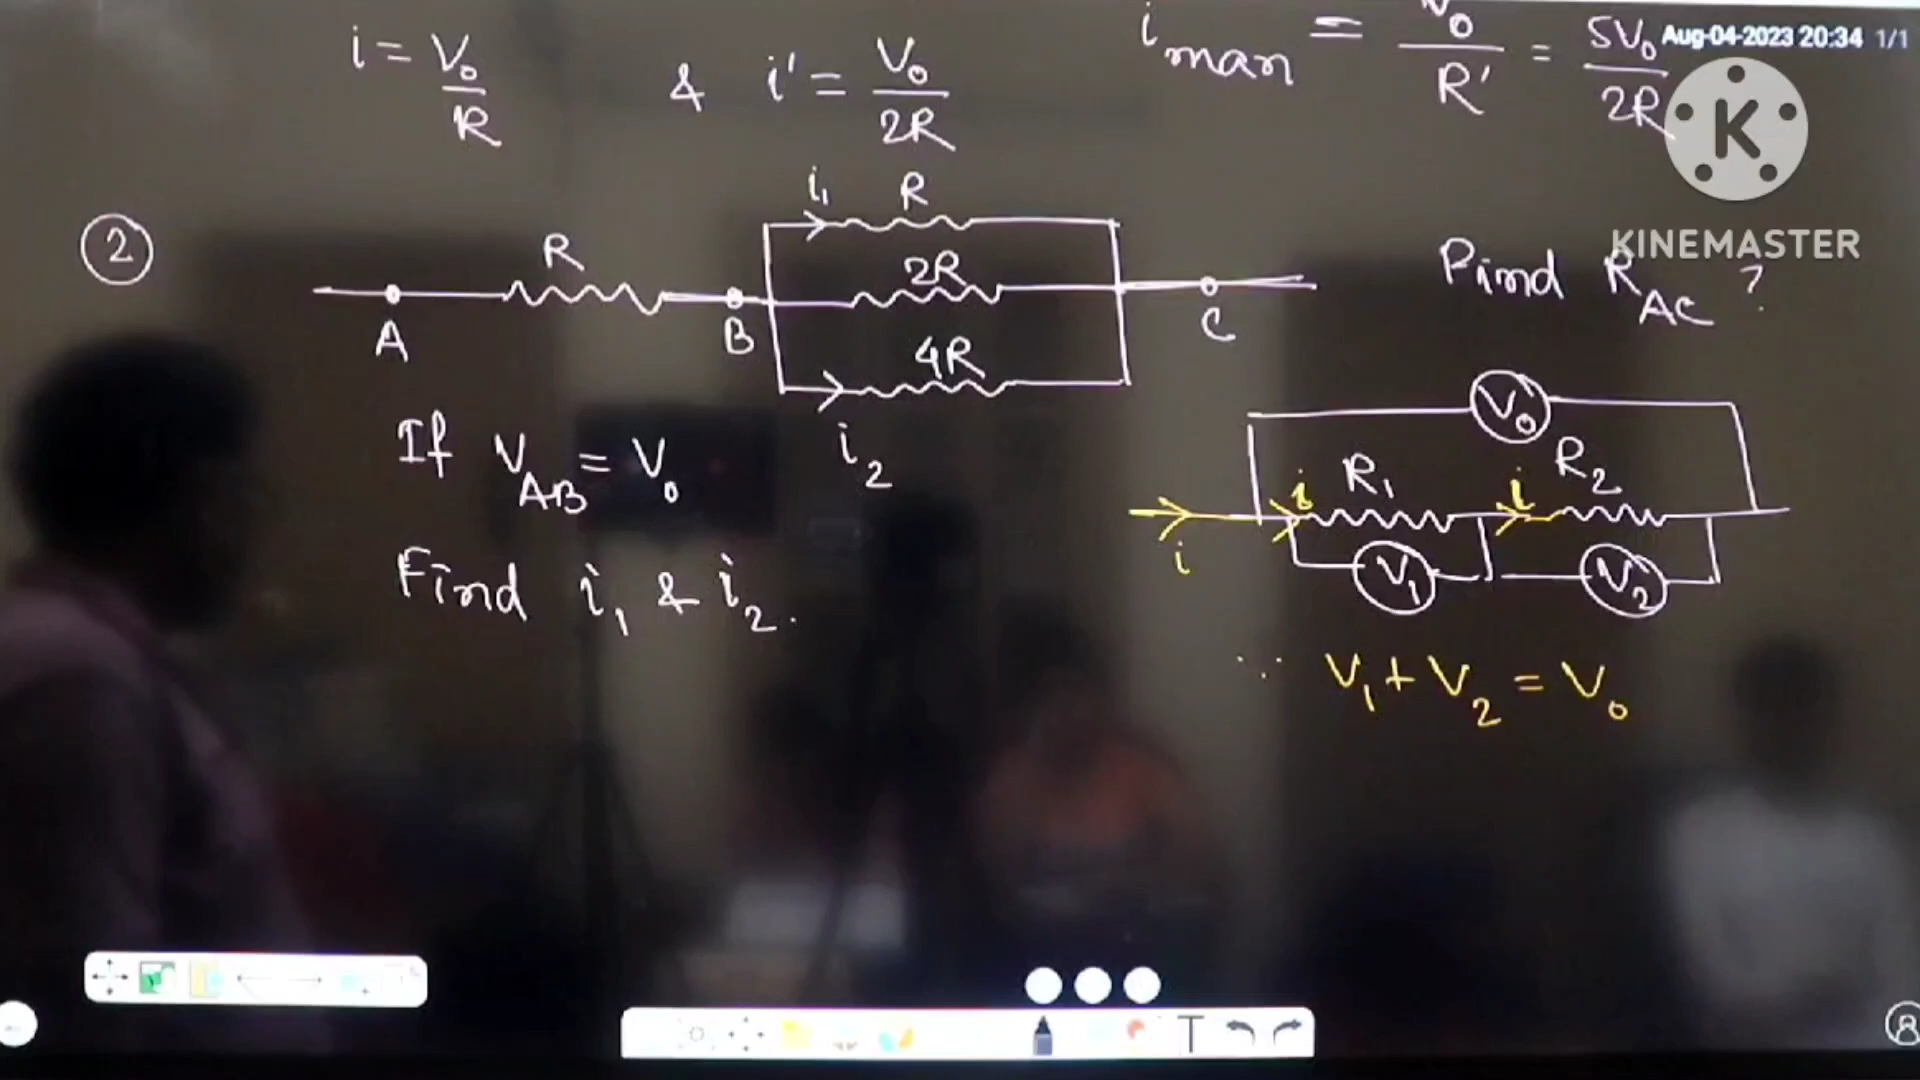 i = V₀/R & i' = V₀/2R
i man = V₀/R' = 5V₀/2R
Aug-04-2023 20:34 1/1
K
KINEMASTER
2
i₁ R
R
2R
A B C
4R
i₂
Find R_AC ?
If V_AB = V₀
Find i₁ & i₂.
V₀
i R₁ i R₂
i
V₁ V₂
∵ V₁ + V₂ = V₀
T